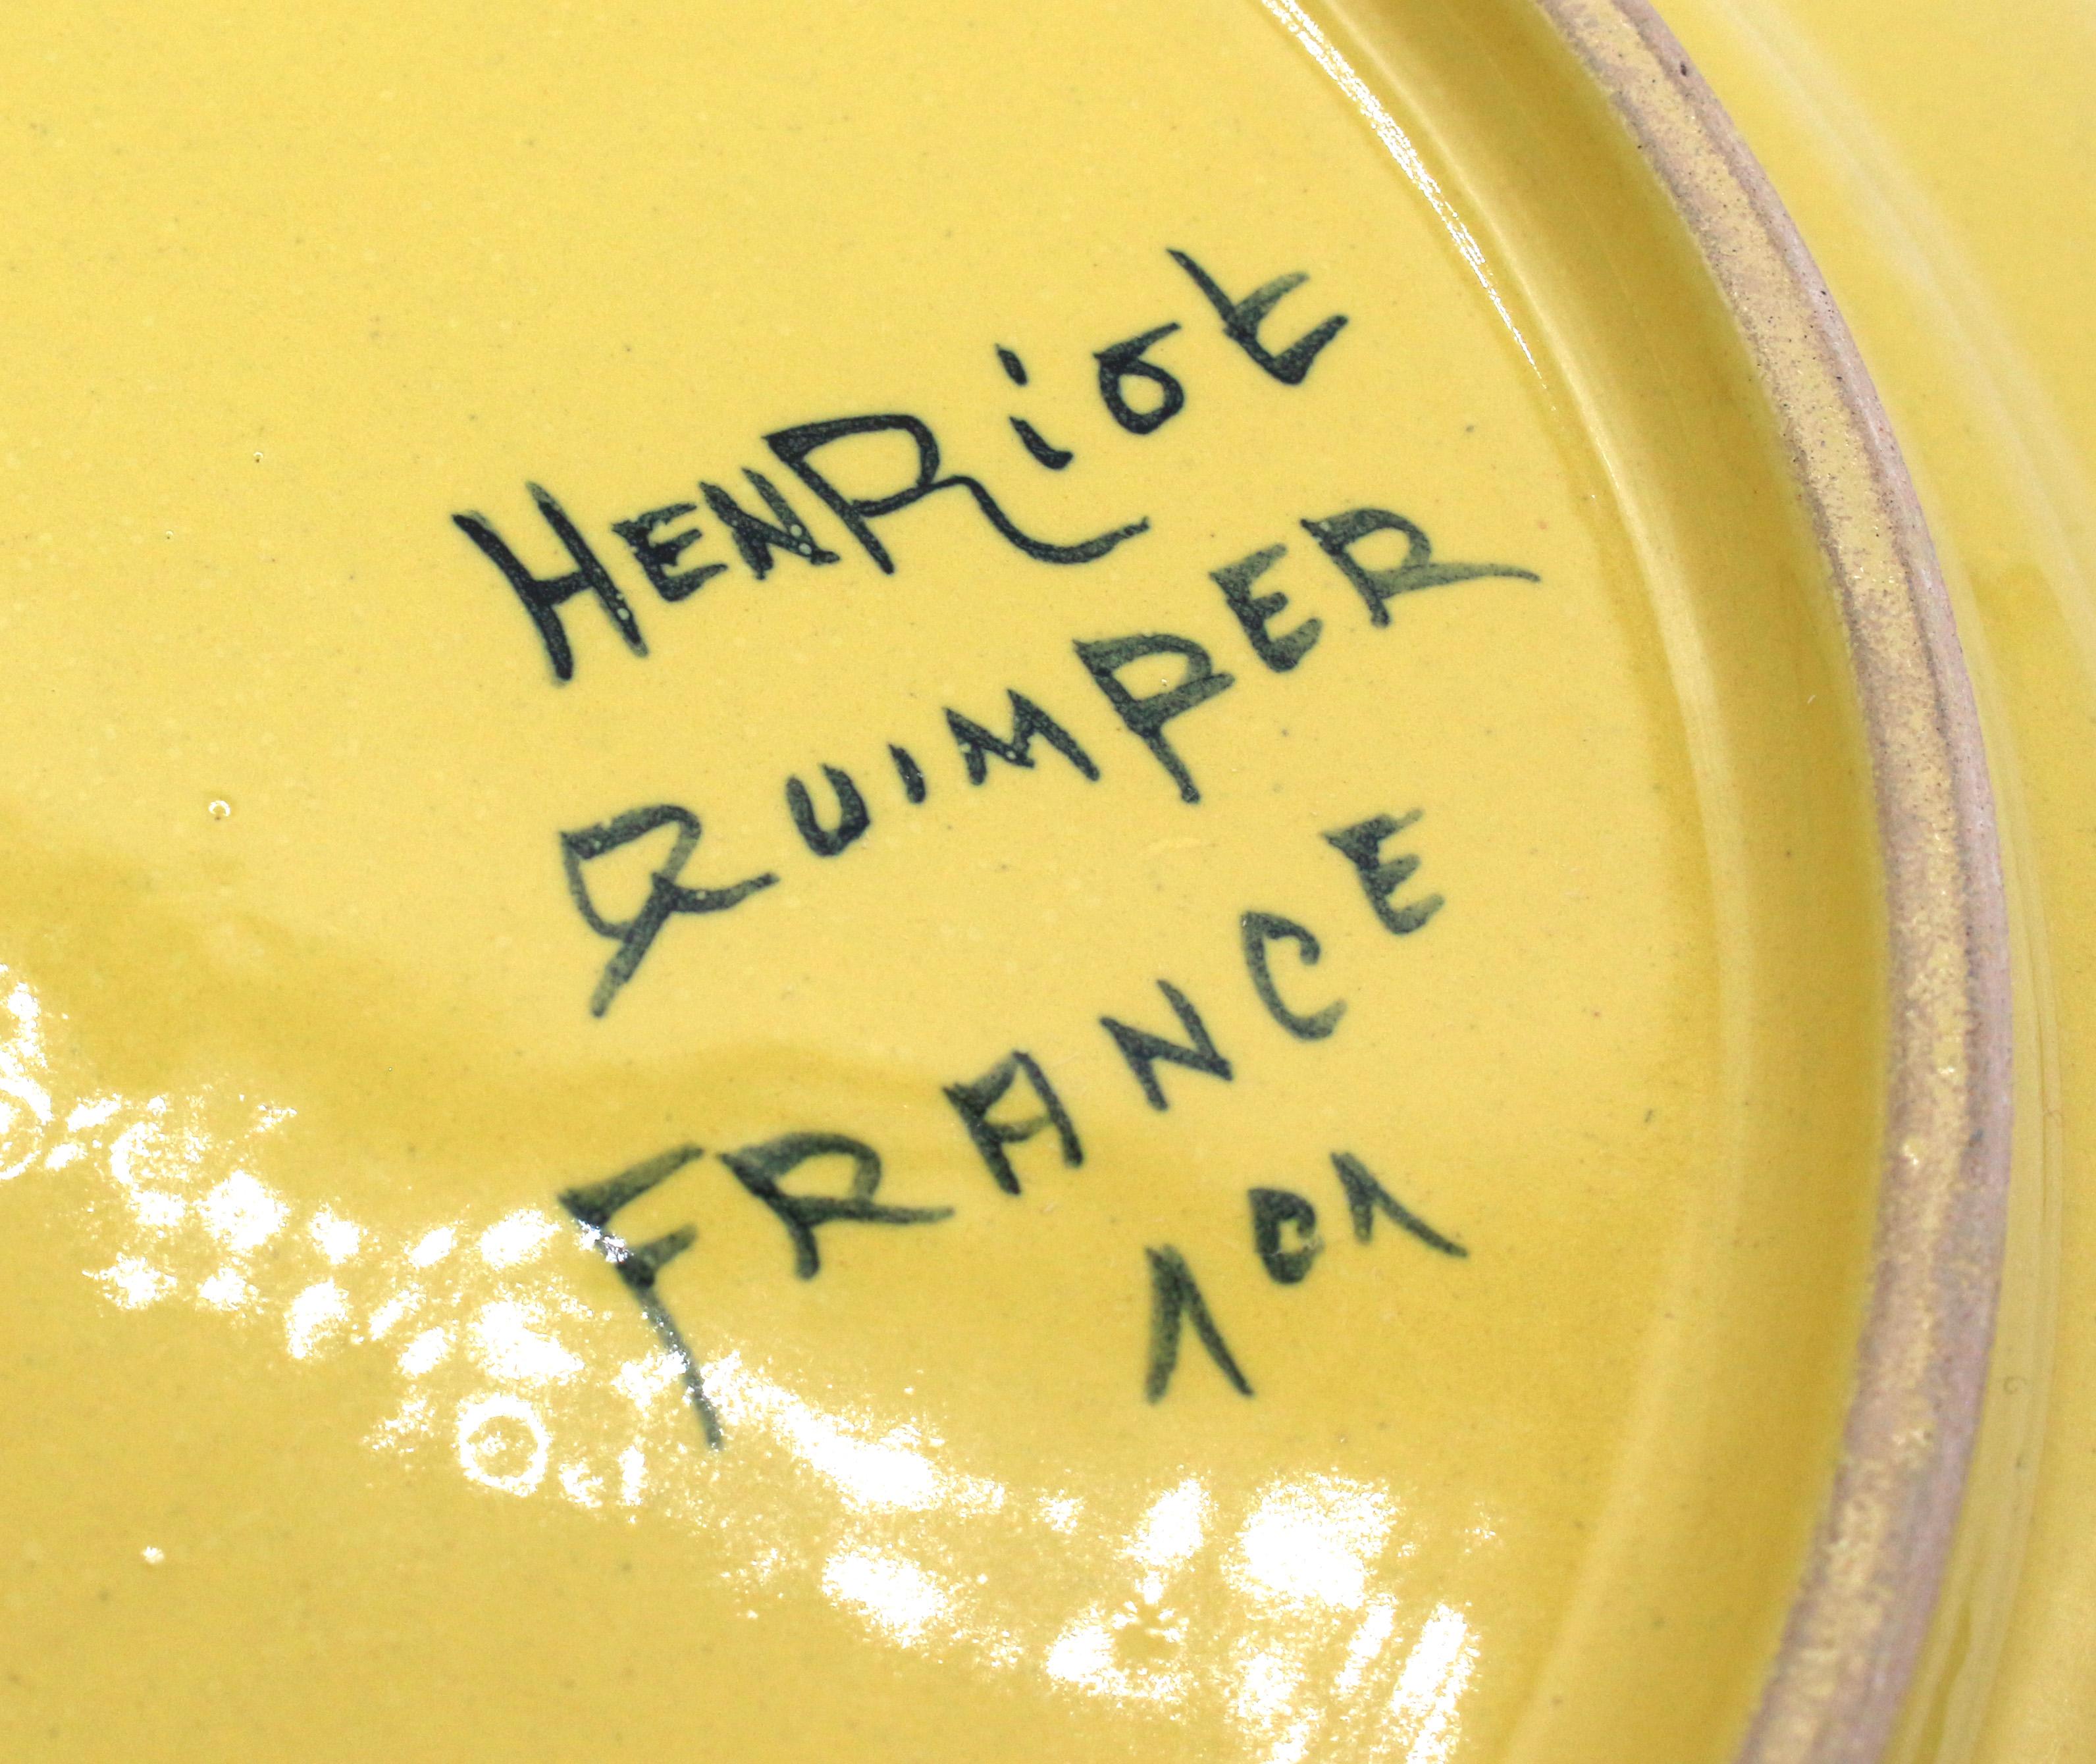 HENRiOt
QUIMPER
FRANCE
101